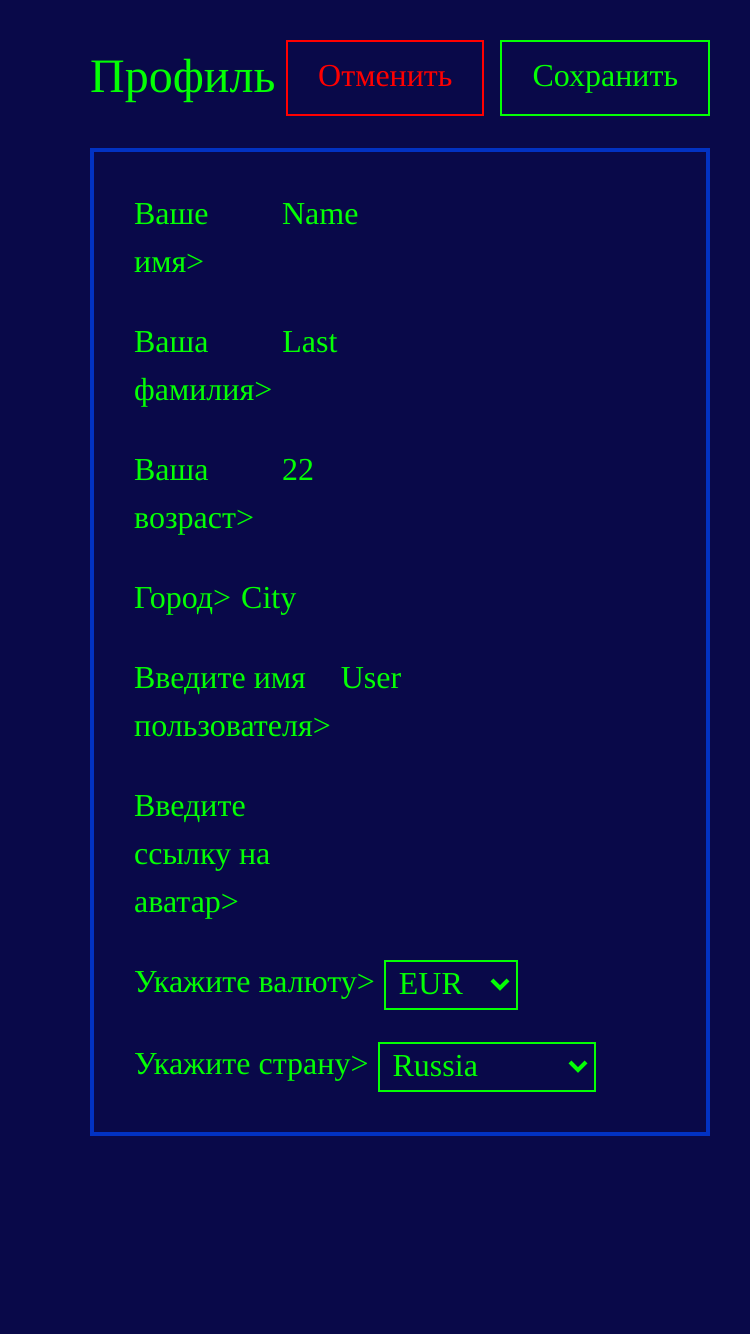 Профиль Отменить Сохранить
Ваше Name
имя>
Ваша Last
фамилия>
Ваша 22
возраст>
Город> City
Введите имя User
пользователя>
Введите
ссылку на
аватар>
Укажите валюту> EUR
Укажите страну> Russia